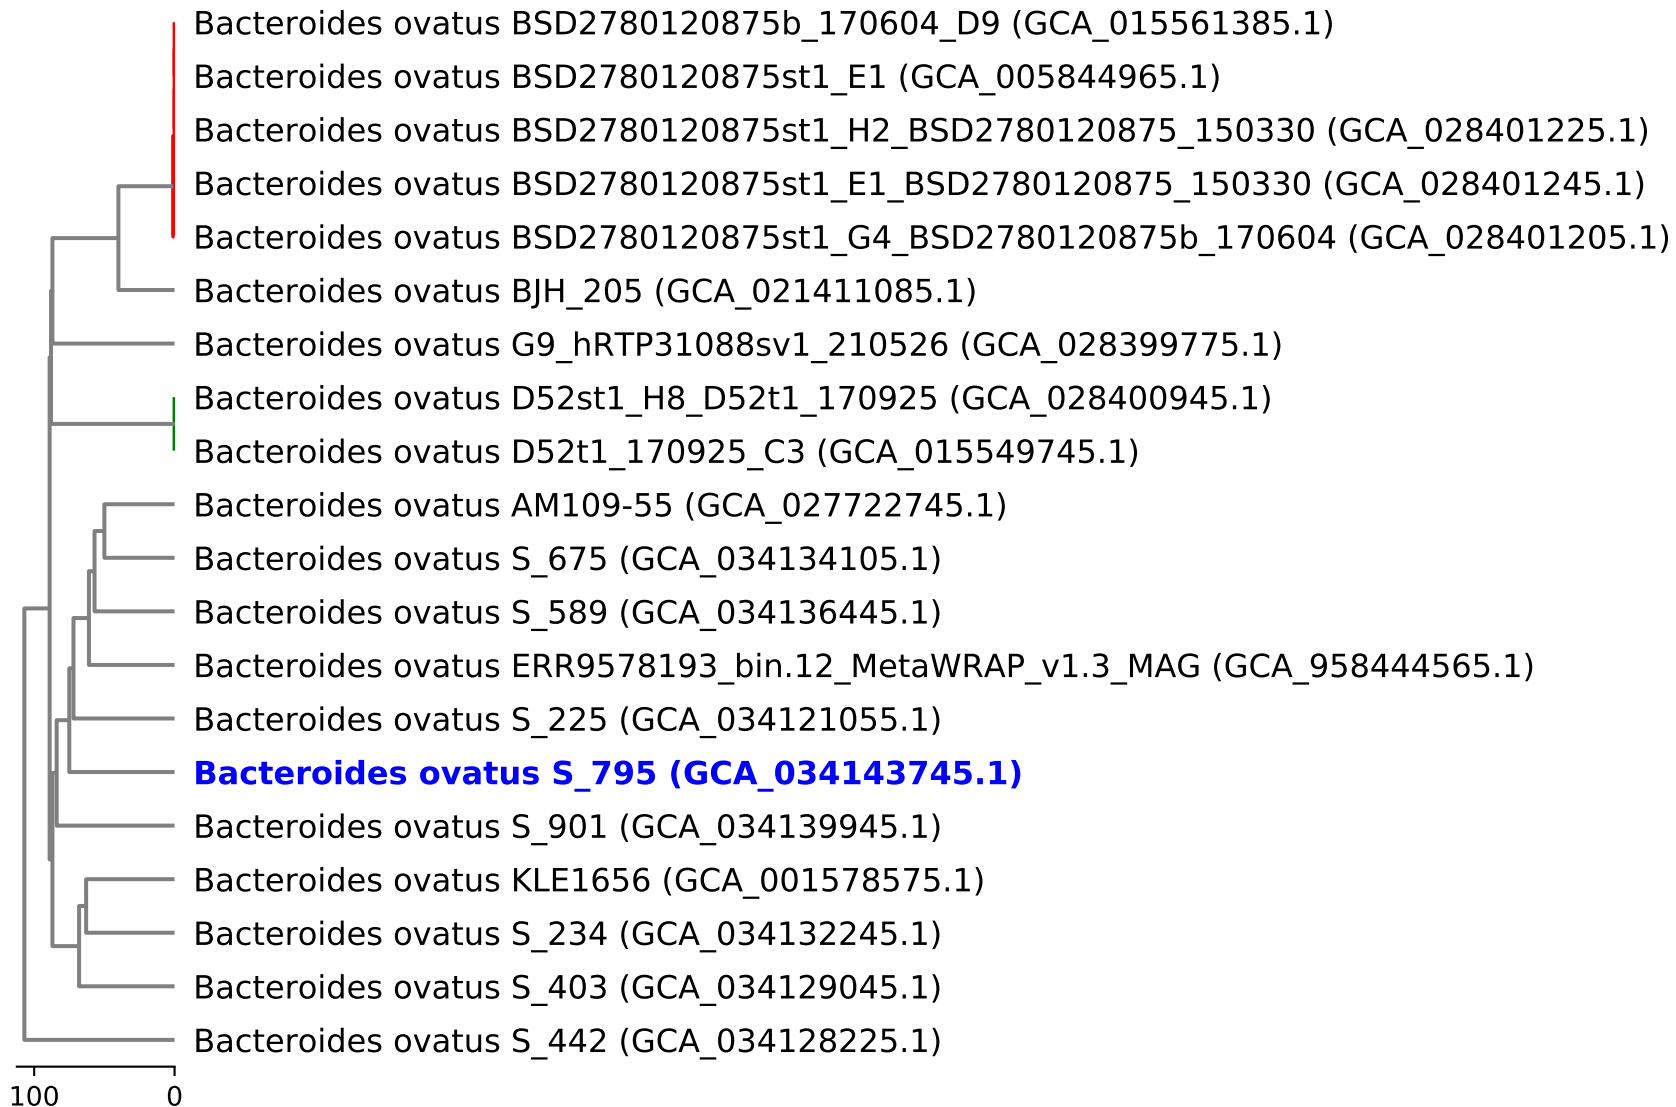 Bacteroides ovatus BSD2780120875b_170604_D9 (GCA_015561385.1)
Bacteroides ovatus BSD2780120875st1_E1 (GCA_005844965.1)
Bacteroides ovatus BSD2780120875st1_H2_BSD2780120875_150330 (GCA_028401225.1)
Bacteroides ovatus BSD2780120875st1_E1_BSD2780120875_150330 (GCA_028401245.1)
Bacteroides ovatus BSD2780120875st1_G4_BSD2780120875b_170604 (GCA_028401205.1)
Bacteroides ovatus BJH_205 (GCA_021411085.1)
Bacteroides ovatus G9_hRTP31088sv1_210526 (GCA_028399775.1)
Bacteroides ovatus D52st1_H8_D52t1_170925 (GCA_028400945.1)
Bacteroides ovatus D52t1_170925_C3 (GCA_015549745.1)
Bacteroides ovatus AM109-55 (GCA_027722745.1)
Bacteroides ovatus S_675 (GCA_034134105.1)
Bacteroides ovatus S_589 (GCA_034136445.1)
Bacteroides ovatus ERR9578193_bin.12_MetaWRAP_v1.3_MAG (GCA_958444565.1)
Bacteroides ovatus S_225 (GCA_034121055.1)
Bacteroides ovatus S_795 (GCA_034143745.1)
Bacteroides ovatus S_901 (GCA_034139945.1)
Bacteroides ovatus KLE1656 (GCA_001578575.1)
Bacteroides ovatus S_234 (GCA_034132245.1)
Bacteroides ovatus S_403 (GCA_034129045.1)
Bacteroides ovatus S_442 (GCA_034128225.1)
100 0